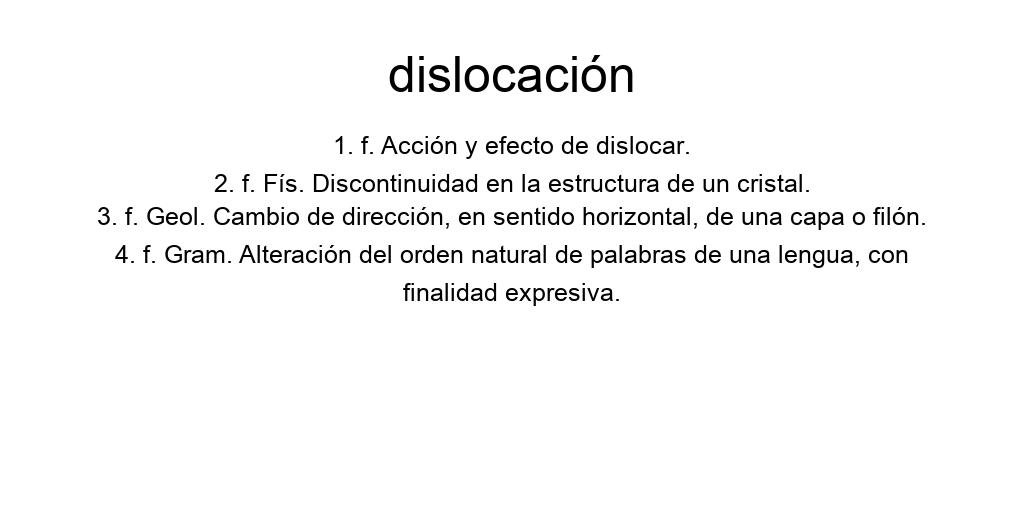 dislocación
1. f. Acción y efecto de dislocar.
2. f. Fís. Discontinuidad en la estructura de un cristal.
3. f. Geol. Cambio de dirección, en sentido horizontal, de una capa o filón.
4. f. Gram. Alteración del orden natural de palabras de una lengua, con
finalidad expresiva.